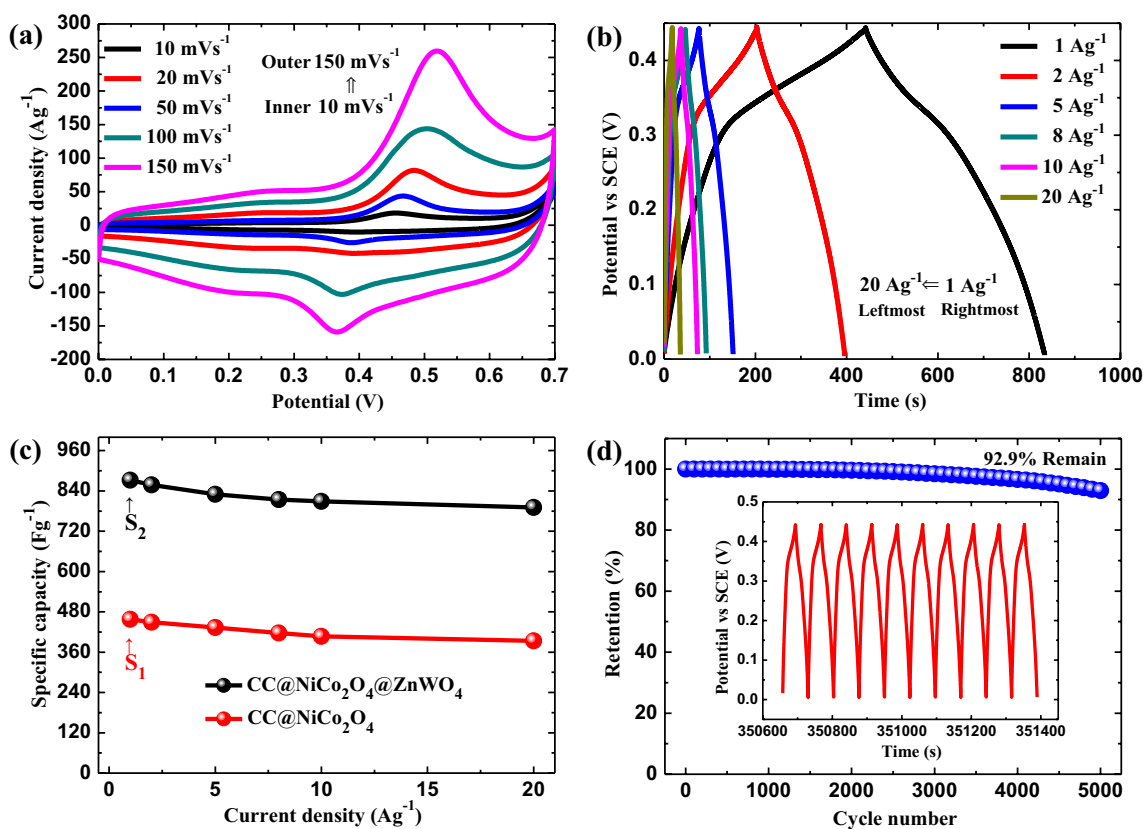 (a)
300
250
200
150
100
50
0
-50
-100
-150
-200
Current density (Ag⁻¹)
10 mVs⁻¹
20 mVs⁻¹
50 mVs⁻¹
100 mVs⁻¹
150 mVs⁻¹
Outer 150 mVs⁻¹
⇑
Inner 10 mVs⁻¹
0.0 0.1 0.2 0.3 0.4 0.5 0.6 0.7
Potential (V)
(b)
0.4
0.3
0.2
0.1
0.0
Potential vs SCE (V)
1 Ag⁻¹
2 Ag⁻¹
5 Ag⁻¹
8 Ag⁻¹
10 Ag⁻¹
20 Ag⁻¹
20 Ag⁻¹ ⇐ 1 Ag⁻¹
Leftmost Rightmost
0 200 400 600 800 1000
Time (s)
(c)
960
840
720
600
480
360
240
120
0
Specific capacity (Fg⁻¹)
↑
S₂
↑
S₁
CC@NiCo₂O₄@ZnWO₄
CC@NiCo₂O₄
0 5 10 15 20
Current density (Ag⁻¹)
(d)
100
80
60
40
20
0
Retention (%)
92.9% Remain
0.5
0.4
0.3
0.2
0.1
0.0
Potential vs SCE (V)
350600 350800 351000 351200 351400
Time (s)
0 1000 2000 3000 4000 5000
Cycle number